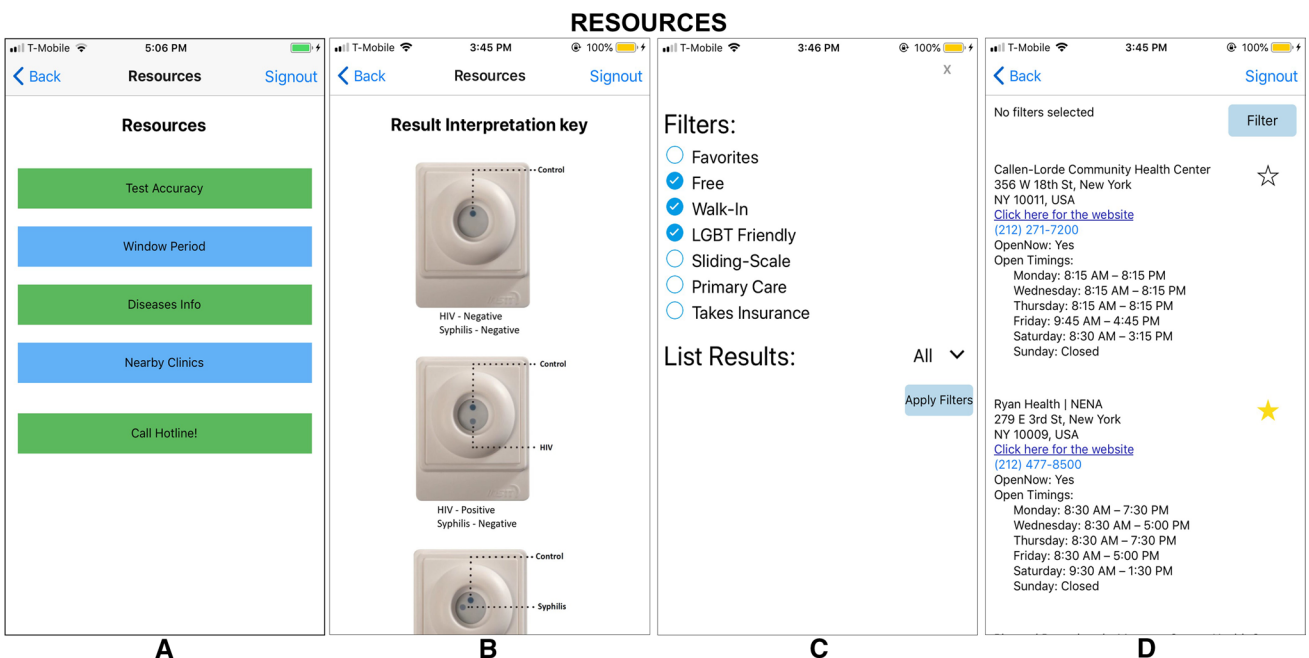 RESOURCES
T-Mobile
5:06 PM
Back
Resources
Signout
Resources
Test Accuracy
Window Period
Diseases Info
Nearby Clinics
Call Hotline!
A
T-Mobile
3:45 PM
100%
Back
Resources
Signout
Result Interpretation key
Control
HIV - Negative
Syphilis - Negative
Control
HIV
HIV - Positive
Syphilis - Negative
Control
Syphilis
B
T-Mobile
3:46 PM
100%
X
Filters:
Favorites
Free
Walk-In
LGBT Friendly
Sliding-Scale
Primary Care
Takes Insurance
List Results:
All
Apply Filters
C
T-Mobile
3:45 PM
100%
Back
Signout
No filters selected
Filter
Callen-Lorde Community Health Center
356 W 18th St, New York
NY 10011, USA
Click here for the website
(212) 271-7200
OpenNow: Yes
Open Timings:
Monday: 8:15 AM – 8:15 PM
Wednesday: 8:15 AM – 8:15 PM
Thursday: 8:15 AM – 8:15 PM
Friday: 9:45 AM – 4:45 PM
Saturday: 8:30 AM – 3:15 PM
Sunday: Closed
Ryan Health | NENA
279 E 3rd St, New York
NY 10009, USA
Click here for the website
(212) 477-8500
OpenNow: Yes
Open Timings:
Monday: 8:30 AM – 7:30 PM
Wednesday: 8:30 AM – 5:00 PM
Thursday: 8:30 AM – 7:30 PM
Friday: 8:30 AM – 5:00 PM
Saturday: 9:30 AM – 1:30 PM
Sunday: Closed
D